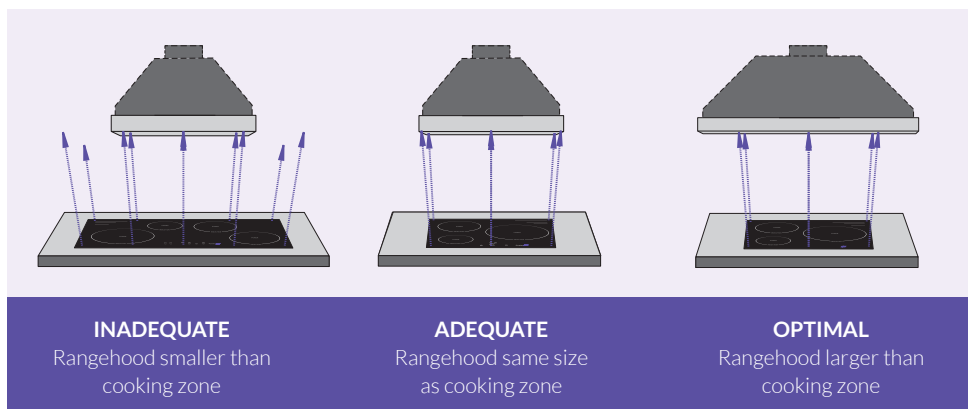 INADEQUATE
Rangehood smaller than
cooking zone
ADEQUATE
Rangehood same size
as cooking zone
OPTIMAL
Rangehood larger than
cooking zone